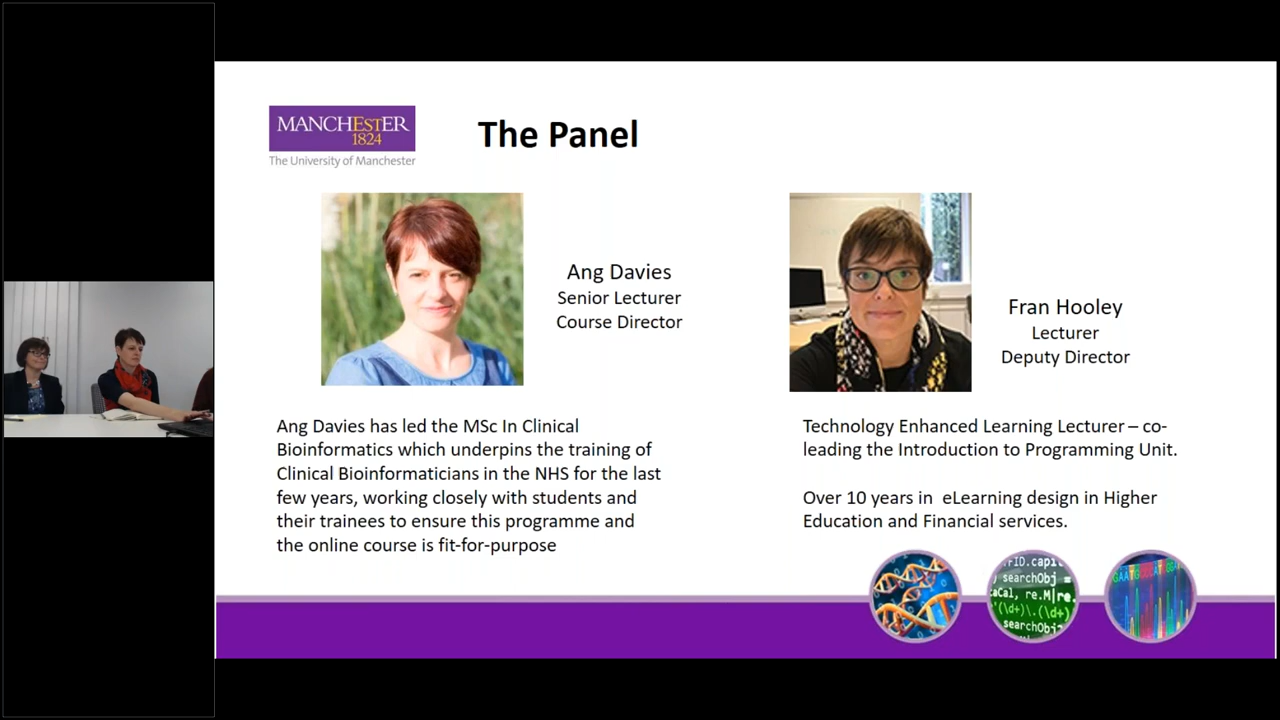 MANCHESTER
1824
The University of Manchester
The Panel
Ang Davies
Senior Lecturer
Course Director
Fran Hooley
Lecturer
Deputy Director
Ang Davies has led the MSc In Clinical
Bioinformatics which underpins the training of
Clinical Bioinformaticians in the NHS for the last
few years, working closely with students and
their trainees to ensure this programme and
the online course is fit-for-purpose
Technology Enhanced Learning Lecturer – co-
leading the Introduction to Programming Unit.
Over 10 years in eLearning design in Higher
Education and Financial services.
searchObj =
re.M|re.
'(\d+)\.(\d+)
searchObj